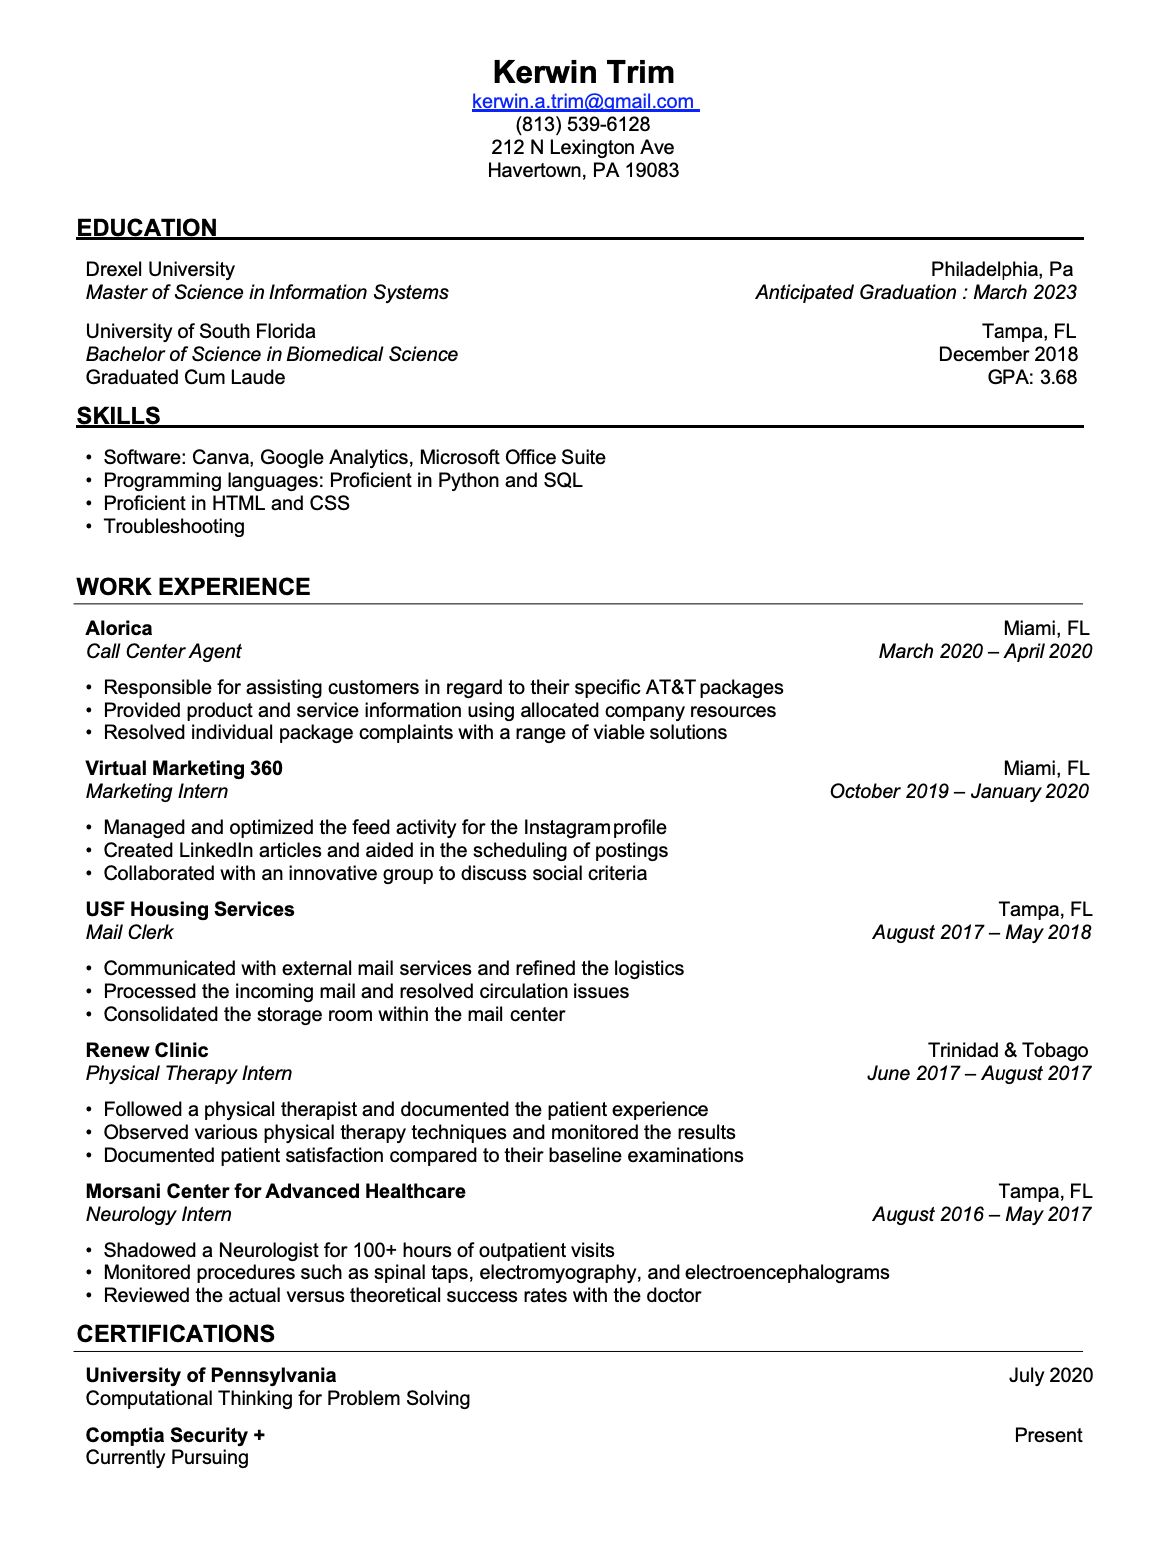 Kerwin Trim
kerwin.a.trim@gmail.com
(813) 539-6128
212 N Lexington Ave
Havertown, PA 19083
EDUCATION
Drexel University Philadelphia, Pa
Master of Science in Information Systems Anticipated Graduation : March 2023
University of South Florida Tampa, FL
Bachelor of Science in Biomedical Science December 2018
Graduated Cum Laude GPA: 3.68
SKILLS
• Software: Canva, Google Analytics, Microsoft Office Suite
• Programming languages: Proficient in Python and SQL
• Proficient in HTML and CSS
• Troubleshooting
WORK EXPERIENCE
Alorica Miami, FL
Call Center Agent March 2020 – April 2020
• Responsible for assisting customers in regard to their specific AT&T packages
• Provided product and service information using allocated company resources
• Resolved individual package complaints with a range of viable solutions
Virtual Marketing 360 Miami, FL
Marketing Intern October 2019 – January 2020
• Managed and optimized the feed activity for the Instagram profile
• Created LinkedIn articles and aided in the scheduling of postings
• Collaborated with an innovative group to discuss social criteria
USF Housing Services Tampa, FL
Mail Clerk August 2017 – May 2018
• Communicated with external mail services and refined the logistics
• Processed the incoming mail and resolved circulation issues
• Consolidated the storage room within the mail center
Renew Clinic Trinidad & Tobago
Physical Therapy Intern June 2017 – August 2017
• Followed a physical therapist and documented the patient experience
• Observed various physical therapy techniques and monitored the results
• Documented patient satisfaction compared to their baseline examinations
Morsani Center for Advanced Healthcare Tampa, FL
Neurology Intern August 2016 – May 2017
• Shadowed a Neurologist for 100+ hours of outpatient visits
• Monitored procedures such as spinal taps, electromyography, and electroencephalograms
• Reviewed the actual versus theoretical success rates with the doctor
CERTIFICATIONS
University of Pennsylvania July 2020
Computational Thinking for Problem Solving
Comptia Security + Present
Currently Pursuing